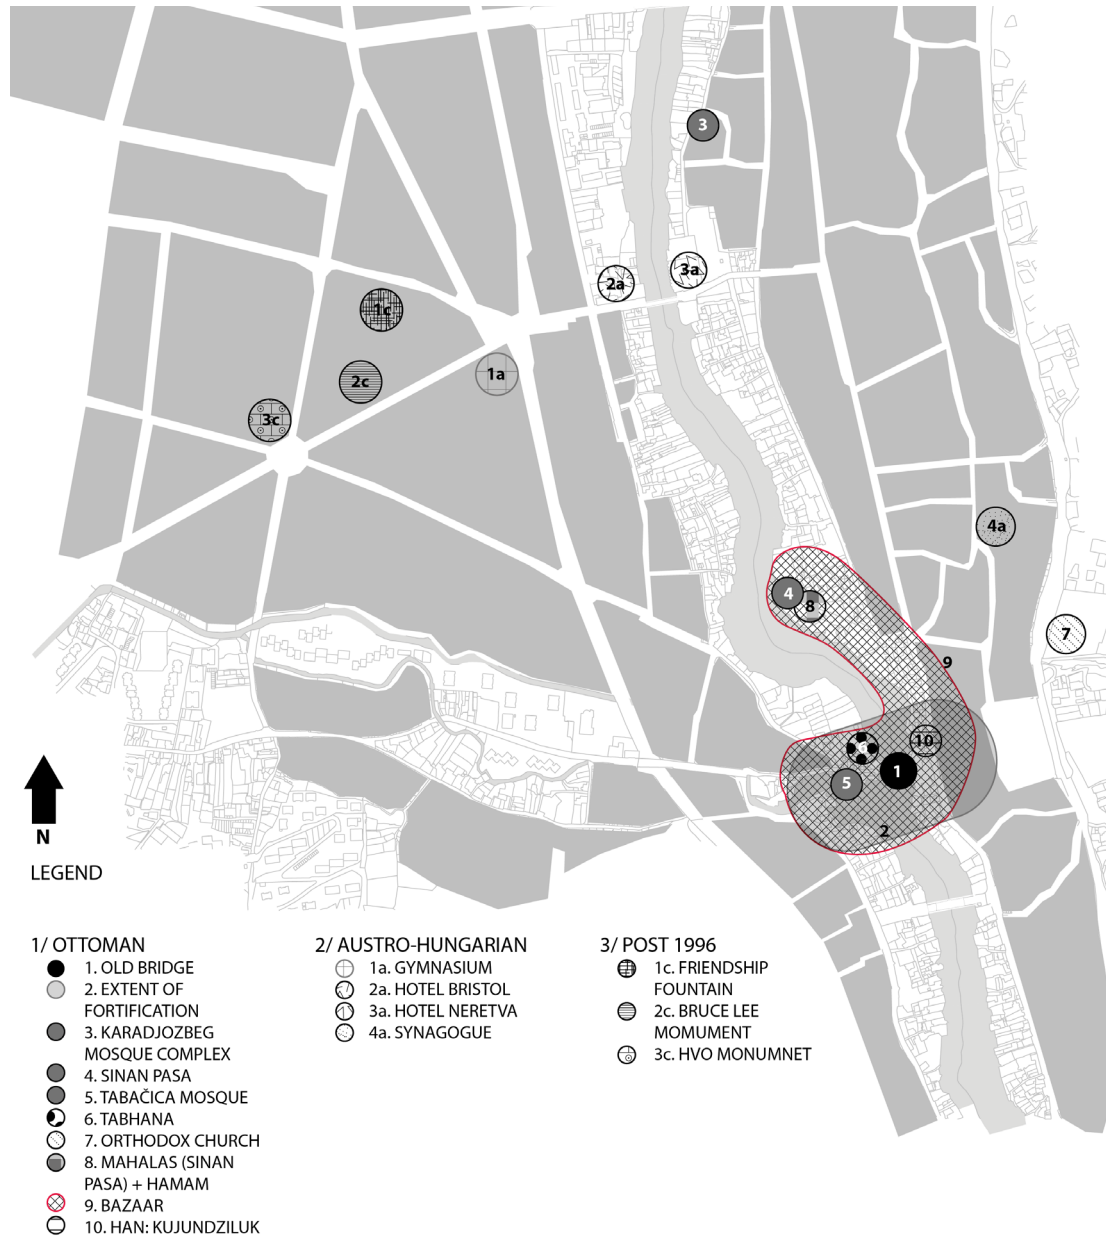 3
3a
2a
1c
1a
2c
3c
4a
4
8
7
9
10
1
5
2
N
LEGEND
1/ OTTOMAN
1. OLD BRIDGE
2. EXTENT OF
FORTIFICATION
3. KARADJOZBEG
MOSQUE COMPLEX
4. SINAN PASA
5. TABAČICA MOSQUE
6. TABHANA
7. ORTHODOX CHURCH
8. MAHALAS (SINAN
PASA) + HAMAM
9. BAZAAR
10. HAN: KUJUNDZILUK
2/ AUSTRO-HUNGARIAN
1a. GYMNASIUM
2a. HOTEL BRISTOL
3a. HOTEL NERETVA
4a. SYNAGOGUE
3/ POST 1996
1c. FRIENDSHIP
FOUNTAIN
2c. BRUCE LEE
MOMUMENT
3c. HVO MONUMNET